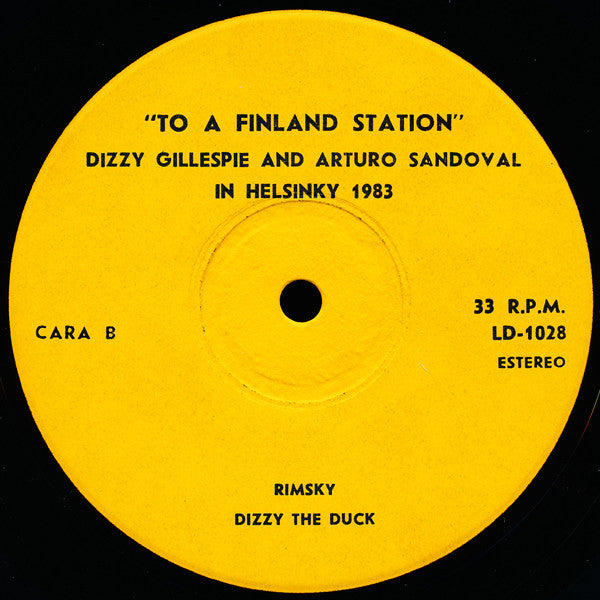 "TO A FINLAND STATION"
DIZZY GILLESPIE AND ARTURO SANDOVAL
IN HELSINKY 1983
CARA B
33 R.P.M.
LD-1028
ESTEREO
RIMSKY
DIZZY THE DUCK